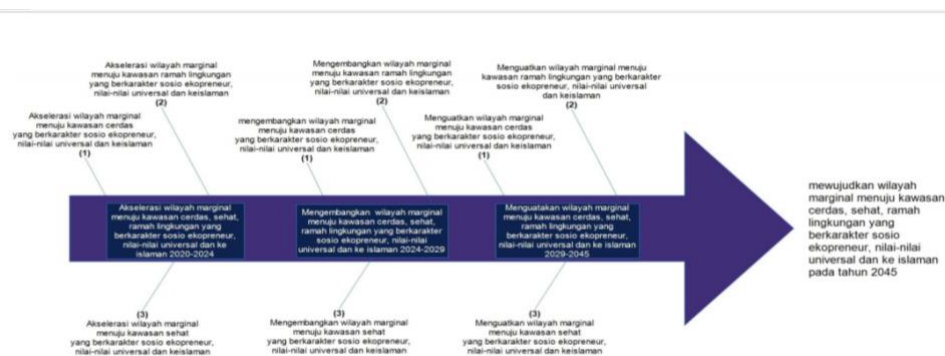 Akselerasi wilayah marginal
menuju kawasan ramah lingkungan
yang berkarakter sosio ekopreneur,
nilai-nilai universal dan keislaman
(2)
Mengembangkan wilayah marginal
menuju kawasan ramah lingkungan
yang berkarakter sosio ekopreneur,
nilai-nilai universal dan keislaman
(2)
Menguatkan wilayah marginal menuju
kawasan ramah lingkungan yang berkarakter
sosio ekopreneur, nilai-nilai universal
dan keislaman
(2)
Akselerasi wilayah marginal
menuju kawasan cerdas
yang berkarakter sosio ekopreneur,
nilai-nilai universal dan keislaman
(1)
mengembangkan wilayah marginal
menuju kawasan cerdas
yang berkarakter sosio ekopreneur,
nilai-nilai universal dan keislaman
(1)
Menguatkan wilayah marginal
menuju kawasan cerdas
yang berkarakter sosio ekopreneur,
nilai-nilai universal dan keislaman
(1)
Akselerasi wilayah marginal
menuju kawasan cerdas, sehat,
ramah lingkungan yang
berkarakter sosio ekopreneur,
nilai-nilai universal dan ke
islaman 2020-2024
Mengembangkan wilayah marginal
menuju kawasan cerdas, sehat,
ramah lingkungan yang berkarakter
sosio ekopreneur, nilai-nilai
universal dan ke islaman 2024-2029
Menguatakan wilayah marginal
menuju kawasan cerdas, sehat,
ramah lingkungan yang
berkarakter sosio ekopreneur,
nilai-nilai universal dan ke islaman
2029-2045
mewujudkan wilayah
marginal menuju kawasan
cerdas, sehat, ramah
lingkungan yang
berkarakter sosio
ekopreneur, nilai-nilai
universal dan ke islaman
pada tahun 2045
(3)
Akselerasi wilayah marginal
menuju kawasan sehat
yang berkarakter sosio ekopreneur,
nilai-nilai universal dan keislaman
(3)
Mengembangkan wilayah marginal
menuju kawasan sehat
yang berkarakter sosio ekopreneur,
nilai-nilai universal dan keislaman
(3)
Menguatkan wilayah marginal
menuju kawasan sehat
yang berkarakter sosio ekopreneur,
nilai-nilai universal dan keislaman